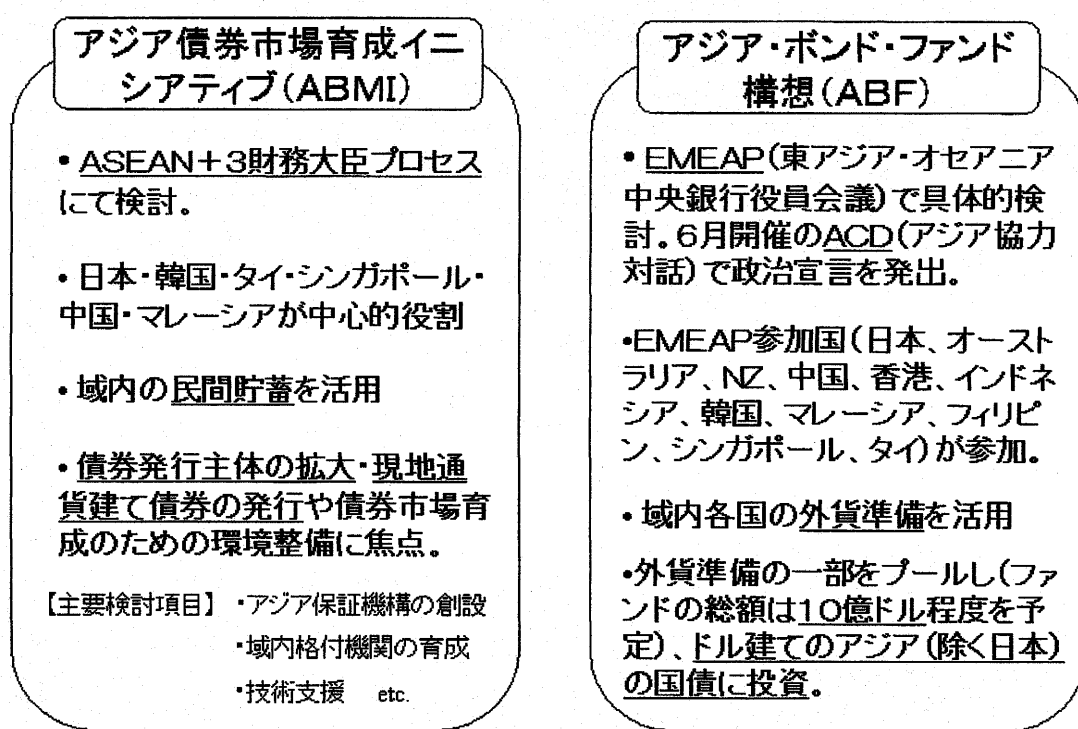 アジア債券市場育成イニ
シアティブ(ABMI)
• ASEAN+3財務大臣プロセス
にて検討。
• 日本・韓国・タイ・シンガポール・
中国・マレーシアが中心的役割
• 域内の民間貯蓄を活用
• 債券発行主体の拡大・現地通
貨建て債券の発行や債券市場育
成のための環境整備に焦点。
【主要検討項目】 ・アジア保証機構の創設
・域内格付機関の育成
・技術支援 etc.
アジア・ボンド・ファンド
構想(ABF)
• EMEAP(東アジア・オセアニア
中央銀行役員会議)で具体的検
討。6月開催のACD(アジア協力
対話)で政治宣言を発出。
•EMEAP参加国(日本、オースト
ラリア、NZ、中国、香港、インドネ
シア、韓国、マレーシア、フィリピ
ン、シンガポール、タイ)が参加。
• 域内各国の外貨準備を活用
•外貨準備の一部をプールし(ファ
ンドの総額は10億ドル程度を予
定)、ドル建てのアジア(除く日本)
の国債に投資。